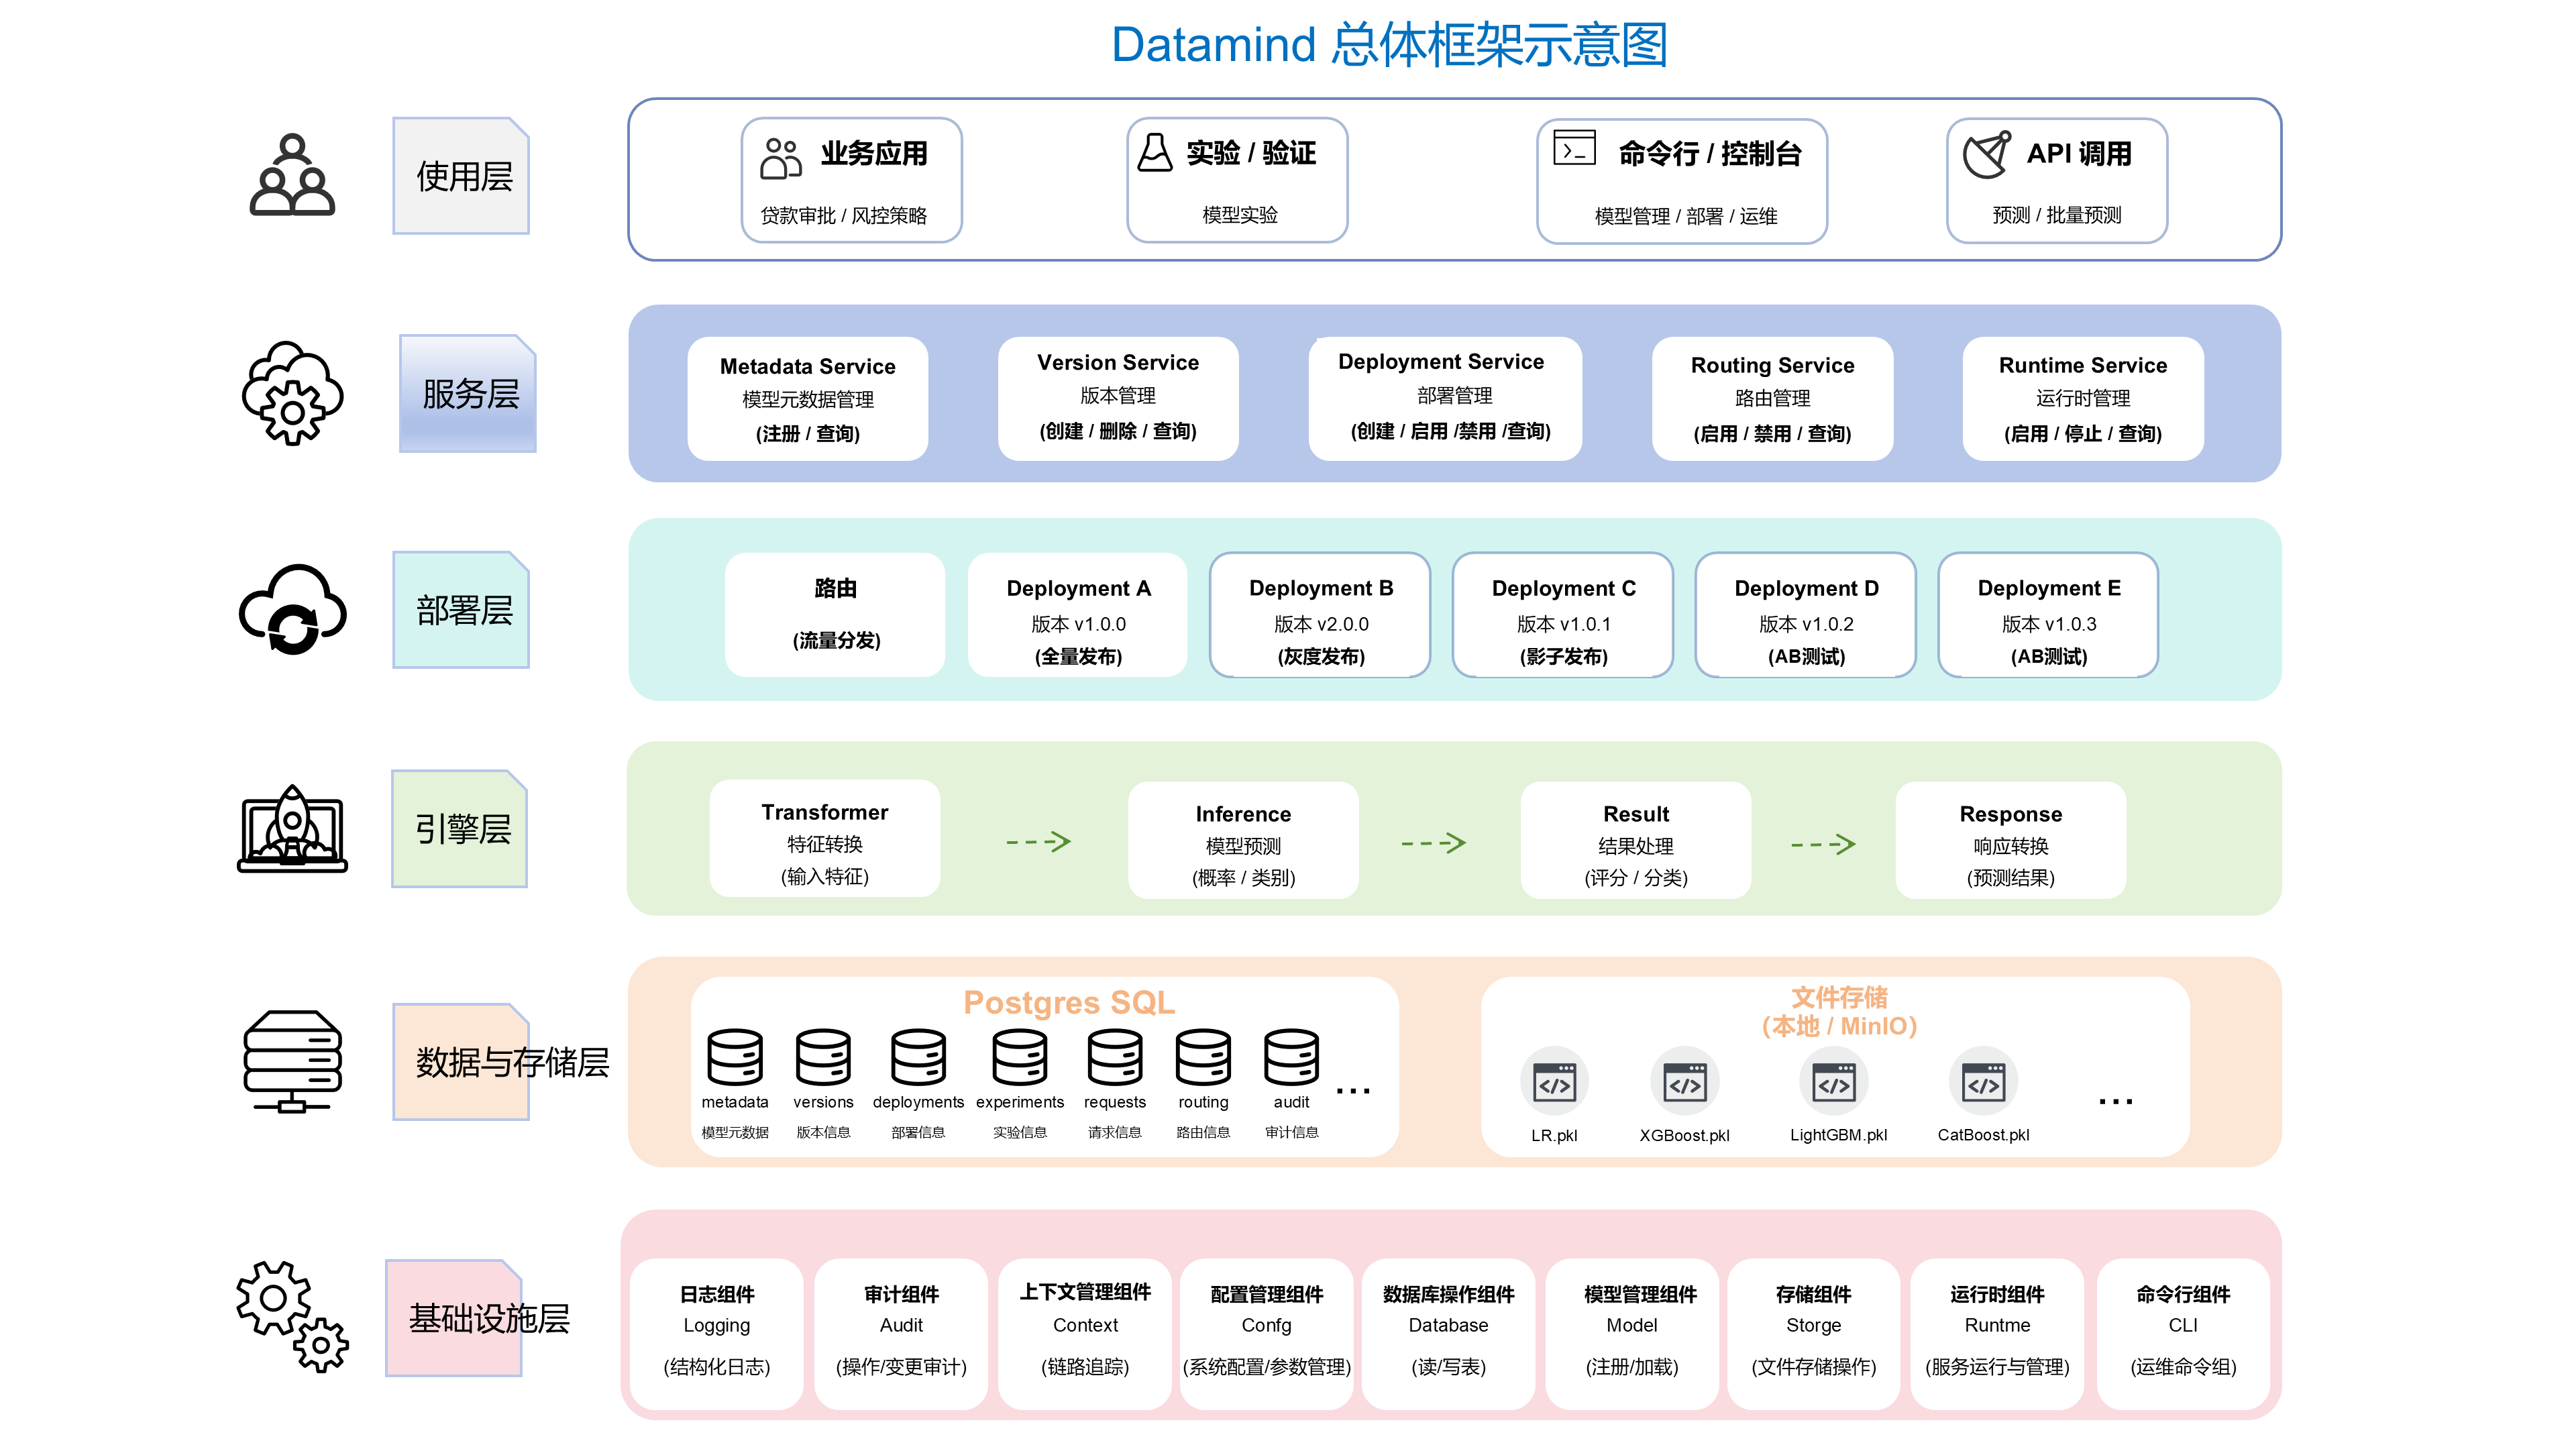 Datamind 总体框架示意图
使用层
业务应用
贷款审批 / 风控策略
实验 / 验证
模型实验
命令行 / 控制台
模型管理 / 部署 / 运维
API 调用
预测 / 批量预测
服务层
Metadata Service
模型元数据管理
(注册 / 查询)
Version Service
版本管理
(创建 / 删除 / 查询)
Deployment Service
部署管理
(创建 / 启用 /禁用 /查询)
Routing Service
路由管理
(启用 / 禁用 / 查询)
Runtime Service
运行时管理
(启用 / 停止 / 查询)
部署层
路由
(流量分发)
Deployment A
版本 v1.0.0
(全量发布)
Deployment B
版本 v2.0.0
(灰度发布)
Deployment C
版本 v1.0.1
(影子发布)
Deployment D
版本 v1.0.2
(AB测试)
Deployment E
版本 v1.0.3
(AB测试)
引擎层
Transformer
特征转换
(输入特征)
Inference
模型预测
(概率 / 类别)
Result
结果处理
(评分 / 分类)
Response
响应转换
(预测结果)
数据与存储层
Postgres SQL
metadata
模型元数据
versions
版本信息
deployments
部署信息
experiments
实验信息
requests
请求信息
routing
路由信息
audit
审计信息
...
文件存储
(本地 / MinIO)
LR.pkl
XGBoost.pkl
LightGBM.pkl
CatBoost.pkl
...
基础设施层
日志组件
Logging
(结构化日志)
审计组件
Audit
(操作/变更审计)
上下文管理组件
Context
(链路追踪)
配置管理组件
Confg
(系统配置/参数管理)
数据库操作组件
Database
(读/写表)
模型管理组件
Model
(注册/加载)
存储组件
Storge
(文件存储操作)
运行时组件
Runtme
(服务运行与管理)
命令行组件
CLI
(运维命令组)